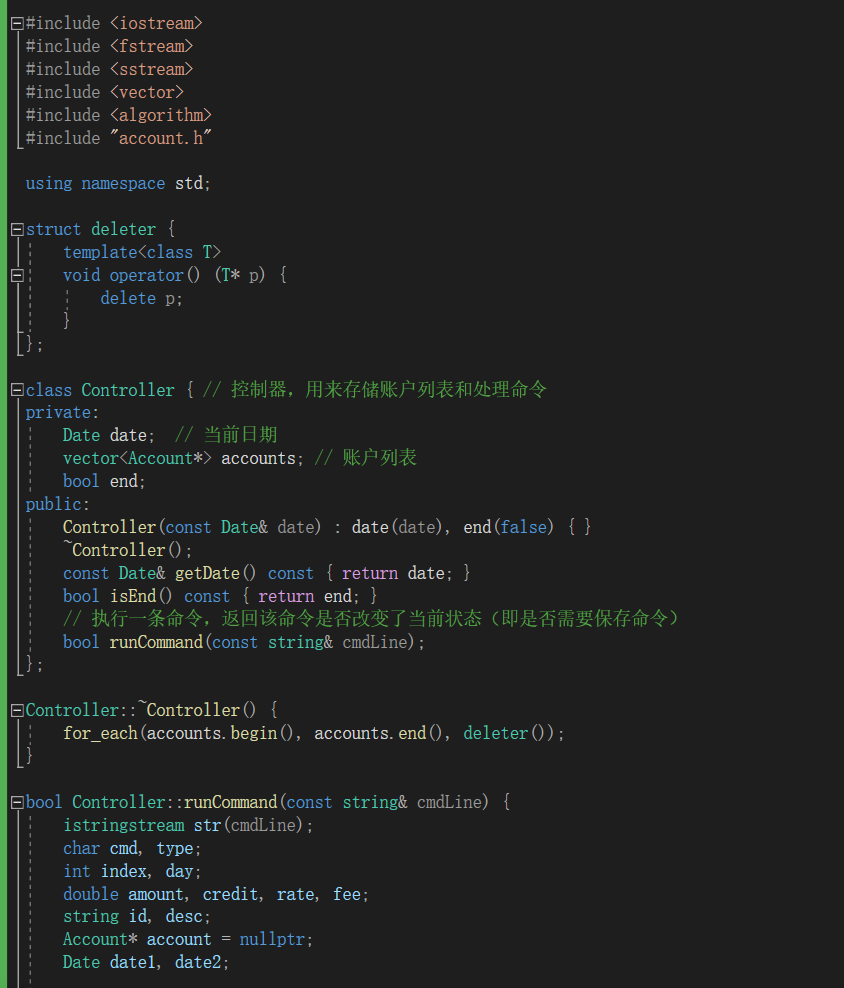 #include <iostream>
#include <fstream>
#include <sstream>
#include <vector>
#include <algorithm>
#include "account.h"
using namespace std;
struct deleter {
template<class T>
void operator() (T* p) {
delete p;
}
};
class Controller { // 控制器，用来存储账户列表和处理命令
private:
Date date; // 当前日期
vector<Account*> accounts; // 账户列表
bool end;
public:
Controller(const Date& date) : date(date), end(false) { }
~Controller();
const Date& getDate() const { return date; }
bool isEnd() const { return end; }
// 执行一条命令，返回该命令是否改变了当前状态（即是否需要保存命令）
bool runCommand(const string& cmdLine);
};
Controller::~Controller() {
for_each(accounts.begin(), accounts.end(), deleter());
}
bool Controller::runCommand(const string& cmdLine) {
istringstream str(cmdLine);
char cmd, type;
int index, day;
double amount, credit, rate, fee;
string id, desc;
Account* account = nullptr;
Date date1, date2;